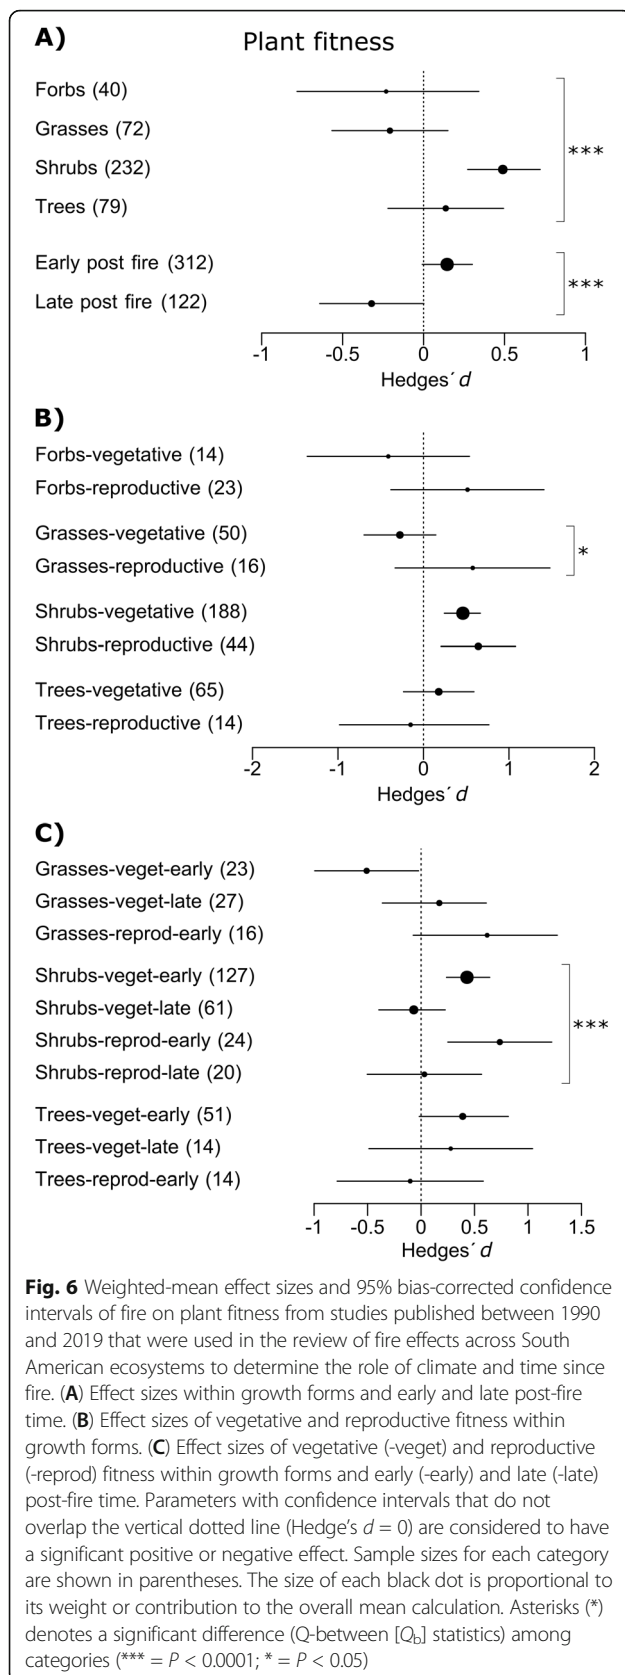 A) Plant fitness
Forbs (40)
Grasses (72)
Shrubs (232)
***
Trees (79)
Early post fire (312)
***
Late post fire (122)
-1 -0.5 0 0.5 1
Hedges´ d
B)
Forbs-vegetative (14)
Forbs-reproductive (23)
Grasses-vegetative (50)
*
Grasses-reproductive (16)
Shrubs-vegetative (188)
Shrubs-reproductive (44)
Trees-vegetative (65)
Trees-reproductive (14)
-2 -1 0 1 2
Hedges´ d
C)
Grasses-veget-early (23)
Grasses-veget-late (27)
Grasses-reprod-early (16)
Shrubs-veget-early (127)
Shrubs-veget-late (61)
***
Shrubs-reprod-early (24)
Shrubs-reprod-late (20)
Trees-veget-early (51)
Trees-veget-late (14)
Trees-reprod-early (14)
-1 -0.5 0 0.5 1 1.5
Hedges´ d
Fig. 6 Weighted-mean effect sizes and 95% bias-corrected confidence
intervals of fire on plant fitness from studies published between 1990
and 2019 that were used in the review of fire effects across South
American ecosystems to determine the role of climate and time since
fire. (A) Effect sizes within growth forms and early and late post-fire
time. (B) Effect sizes of vegetative and reproductive fitness within
growth forms. (C) Effect sizes of vegetative (-veget) and reproductive
(-reprod) fitness within growth forms and early (-early) and late (-late)
post-fire time. Parameters with confidence intervals that do not
overlap the vertical dotted line (Hedge's d = 0) are considered to have
a significant positive or negative effect. Sample sizes for each category
are shown in parentheses. The size of each black dot is proportional to
its weight or contribution to the overall mean calculation. Asterisks (*)
denotes a significant difference (Q-between [Qb] statistics) among
categories (*** = P < 0.0001; * = P < 0.05)